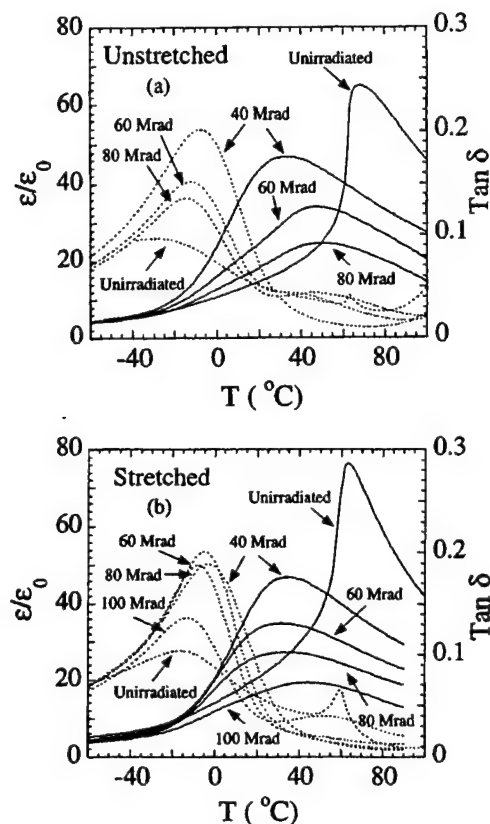 80
0.3
Unstretched
(a)
Unirradiated
60
60 Mrad
80 Mrad
40 Mrad
0.2
ε/ε0
40
60 Mrad
Tan δ
0.1
20
Unirradiated
80 Mrad
0
0
-40 0 40 80
T ( °C)
80
0.3
Stretched
(b)
Unirradiated
60
60 Mrad
80 Mrad
40 Mrad
0.2
100 Mrad
60 Mrad
ε/ε0
40
Tan δ
0.1
20
Unirradiated
80 Mrad
100 Mrad
0
0
-40 0 40 80
T ( °C)